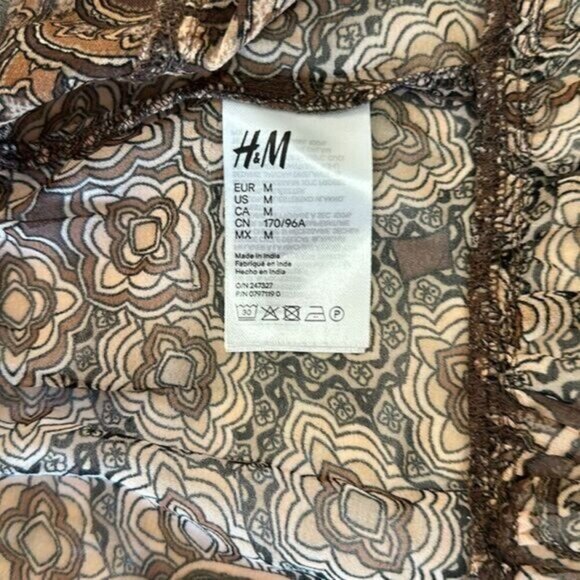 H&M
EUR M
US M
CA M
CN 170/96A
MX M
Made in India
Fabriqué en Inde
Hecho en India
O/N 247327
P/N 0797119 0
30
P